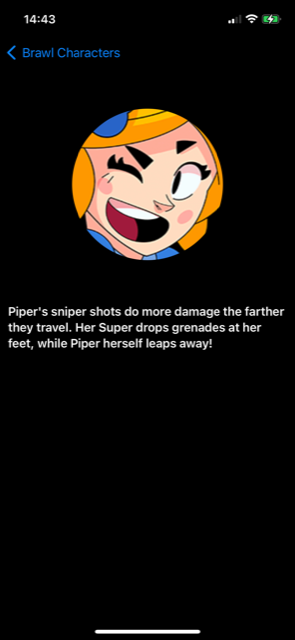 14:43
Brawl Characters
Piper's sniper shots do more damage the farther
they travel. Her Super drops grenades at her
feet, while Piper herself leaps away!